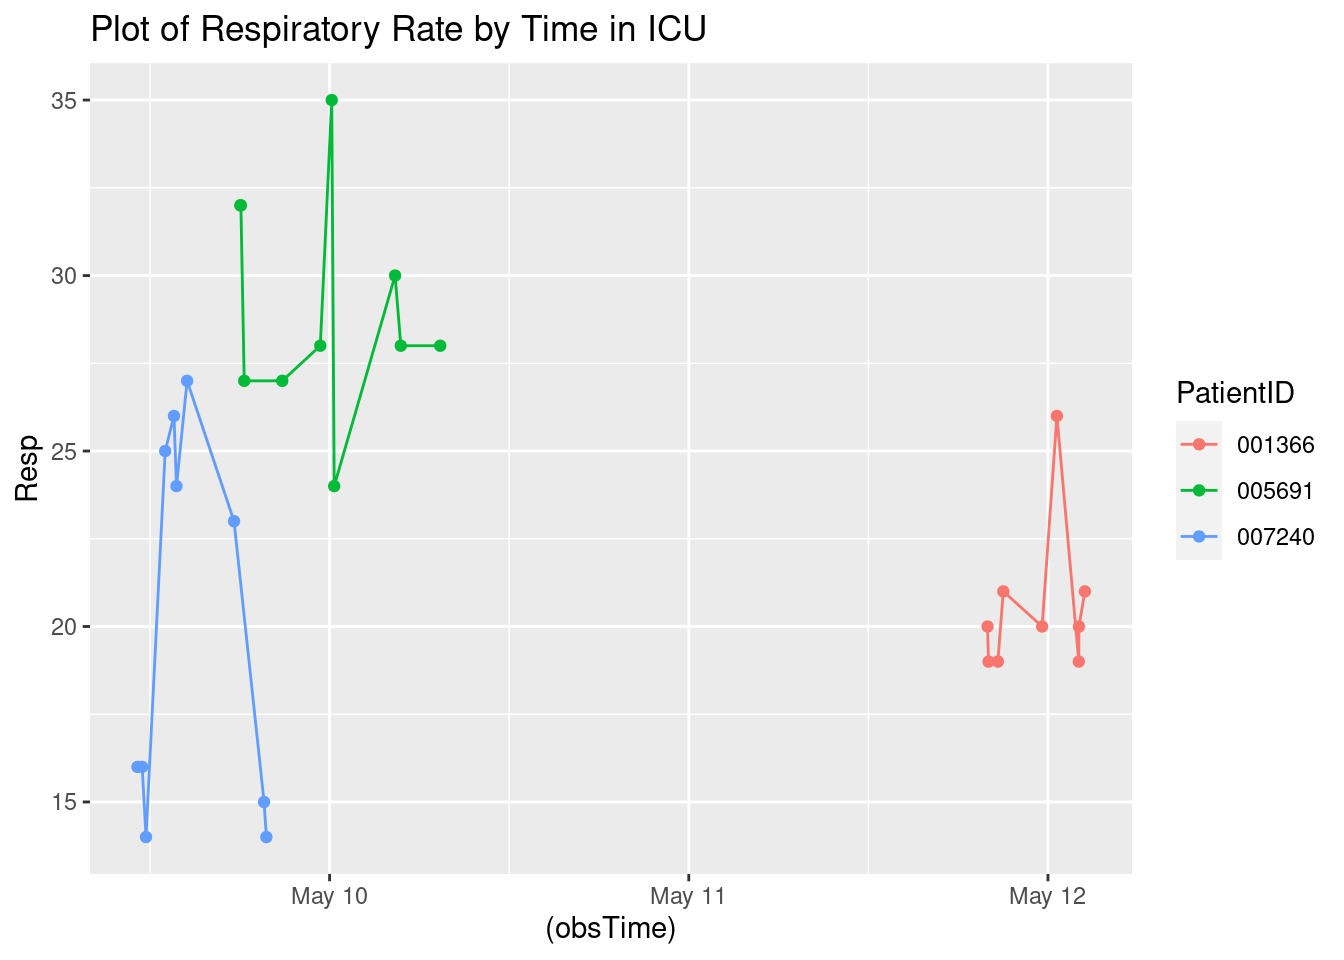 Plot of Respiratory Rate by Time in ICU
35
30
25
20
15
Resp
May 10
May 11
May 12
(obsTime)
PatientID
001366
005691
007240